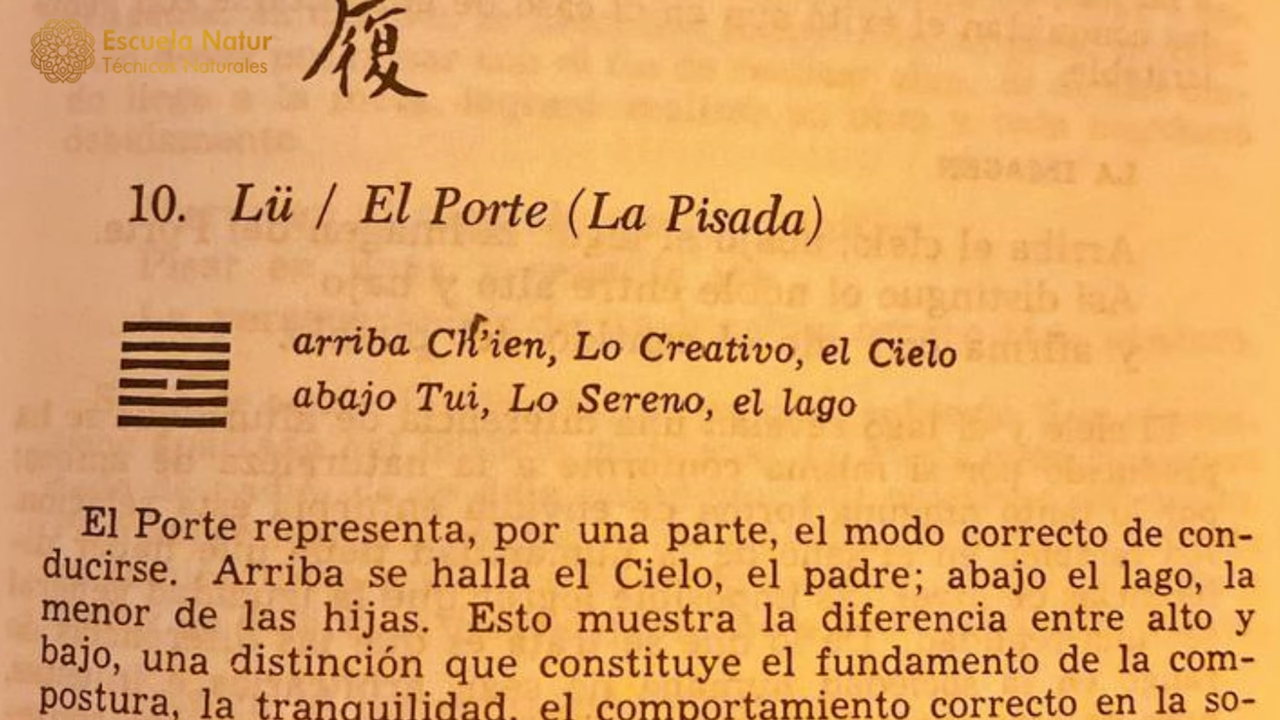 Escuela Natur
Técnicas Naturales
履
10. Lü / El Porte (La Pisada)
arriba Ch'ien, Lo Creativo, el Cielo
abajo Tui, Lo Sereno, el lago
El Porte representa, por una parte, el modo correcto de con-
ducirse. Arriba se halla el Cielo, el padre; abajo el lago, la
menor de las hijas. Esto muestra la diferencia entre alto y
bajo, una distinción que constituye el fundamento de la com-
postura, la tranquilidad, el comportamiento correcto en la so-